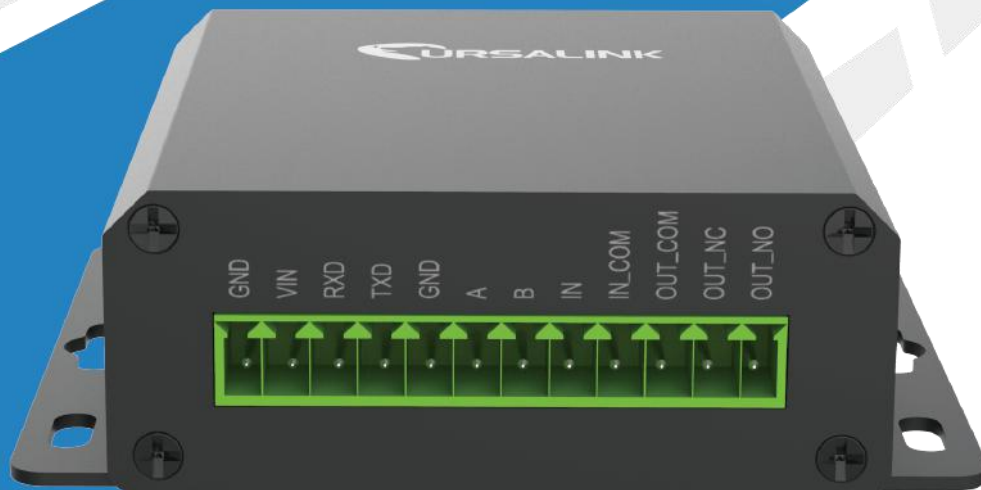 URSALINK
GND
VIN
RXD
TXD
GND
A
B
IN
IN_COM
OUT_COM
OUT_NC
OUT_NO